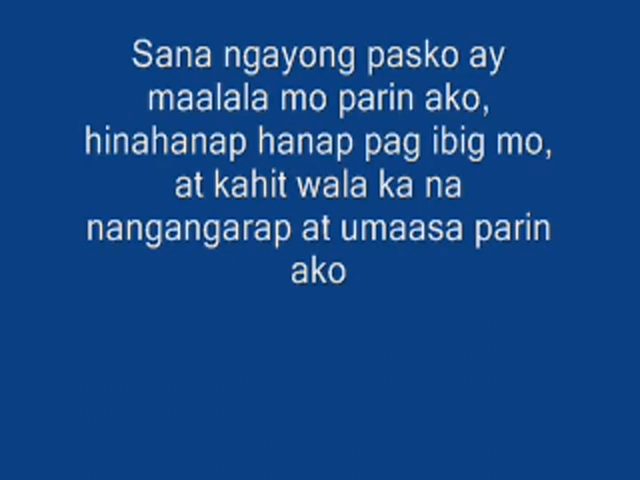 Sana ngayong pasko ay
maalala mo parin ako,
hinahanap hanap pag ibig mo,
at kahit wala ka na
nangangarap at umaasa parin
ako